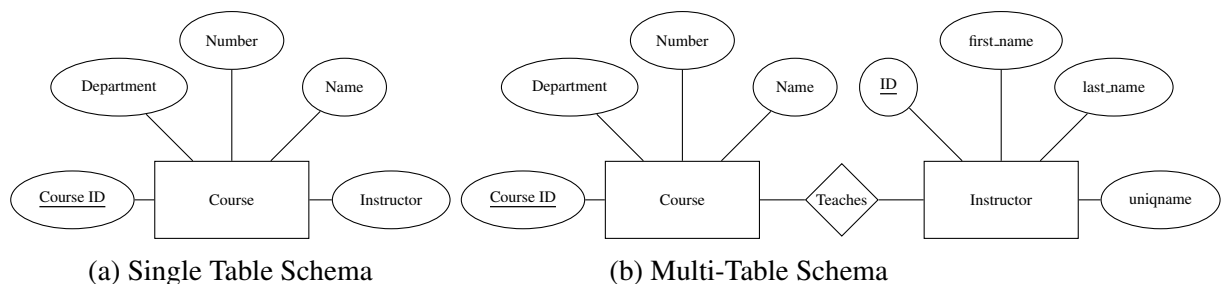 Number
Department
Name
Course ID
Course
Instructor
(a) Single Table Schema
Number
Department
Name
Course ID
Course
Teaches
first_name
ID
last_name
Instructor
uniqname
(b) Multi-Table Schema